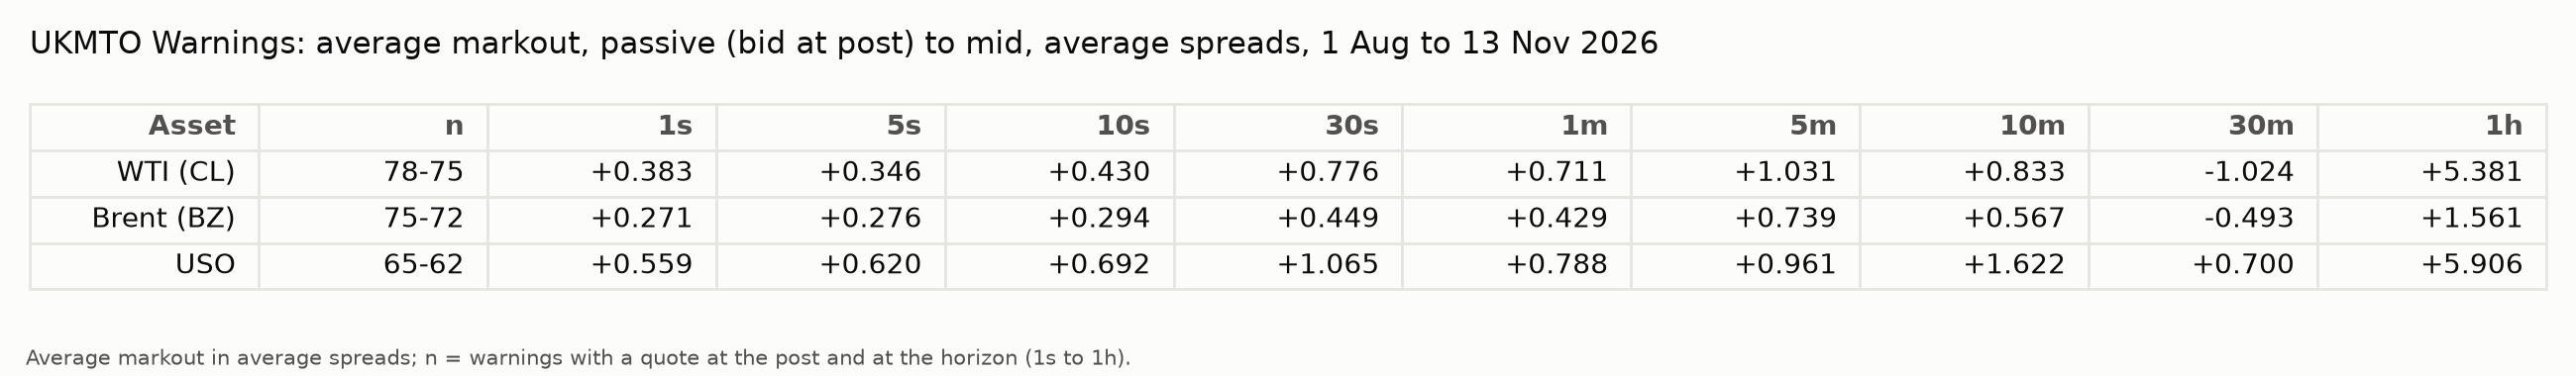 UKMTO Warnings: average markout, passive (bid at post) to mid, average spreads, 1 Aug to 13 Nov 2026
Asset n 1s 5s 10s 30s 1m 5m 10m 30m 1h
WTI (CL) 78-75 +0.383 +0.346 +0.430 +0.776 +0.711 +1.031 +0.833 -1.024 +5.381
Brent (BZ) 75-72 +0.271 +0.276 +0.294 +0.449 +0.429 +0.739 +0.567 -0.493 +1.561
USO 65-62 +0.559 +0.620 +0.692 +1.065 +0.788 +0.961 +1.622 +0.700 +5.906
Average markout in average spreads; n = warnings with a quote at the post and at the horizon (1s to 1h).